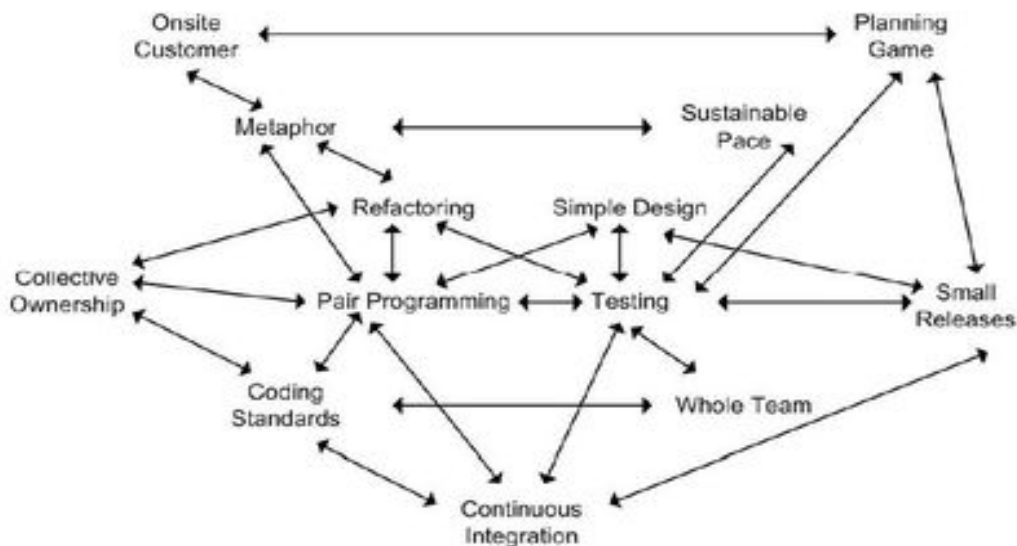 Onsite
Customer
Planning
Game
Metaphor
Sustainable
Pace
Refactoring
Simple Design
Collective
Ownership
Pair Programming
Testing
Small
Releases
Coding
Standards
Whole Team
Continuous
Integration